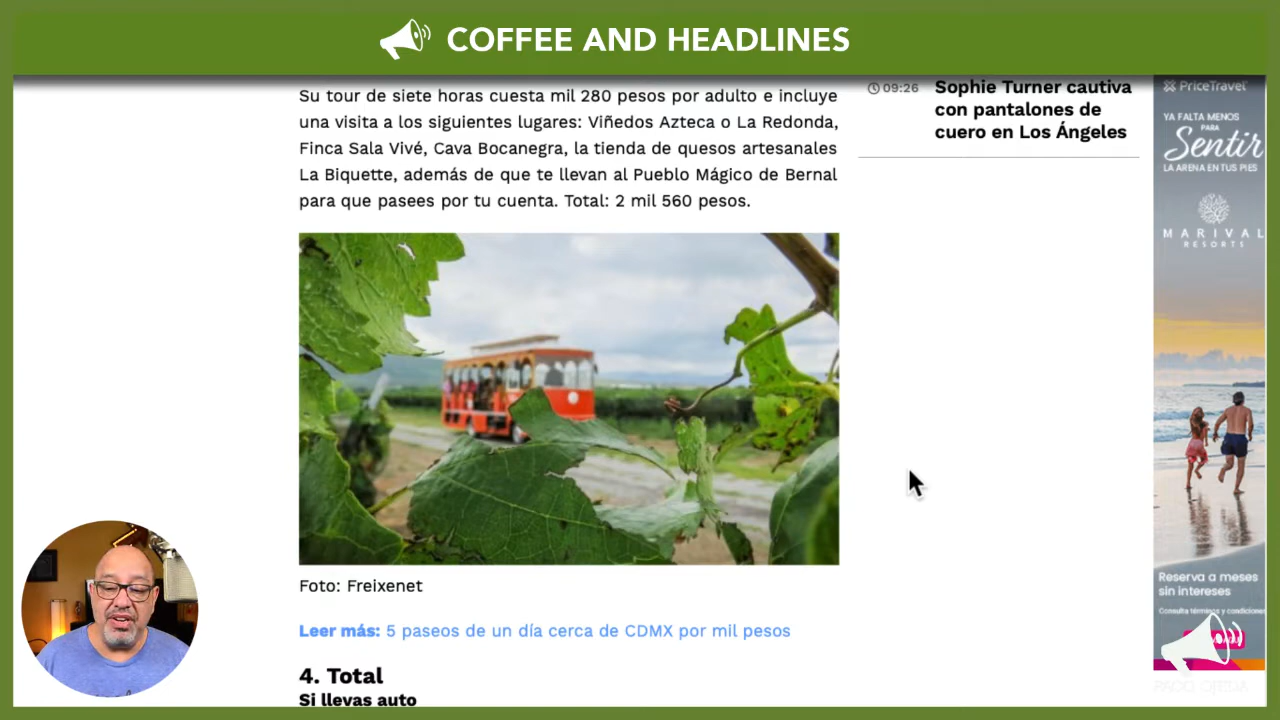 COFFEE AND HEADLINES
Su tour de siete horas cuesta mil 280 pesos por adulto e incluye
una visita a los siguientes lugares: Viñedos Azteca o La Redonda,
Finca Sala Vivé, Cava Bocanegra, la tienda de quesos artesanales
La Biquette, además de que te llevan al Pueblo Mágico de Bernal
para que pasees por tu cuenta. Total: 2 mil 560 pesos.
Foto: Freixenet
Leer más: 5 paseos de un día cerca de CDMX por mil pesos
4. Total
Si llevas auto
09:26
Sophie Turner cautiva
con pantalones de
cuero en Los Ángeles
PriceTravel
YA FALTA MENOS
PARA
Sentir
LA ARENA EN TUS PIES
MARIVAL
RESORTS
Reserva a meses
sin intereses
Consulta términos y condiciones
PACO OJEDA